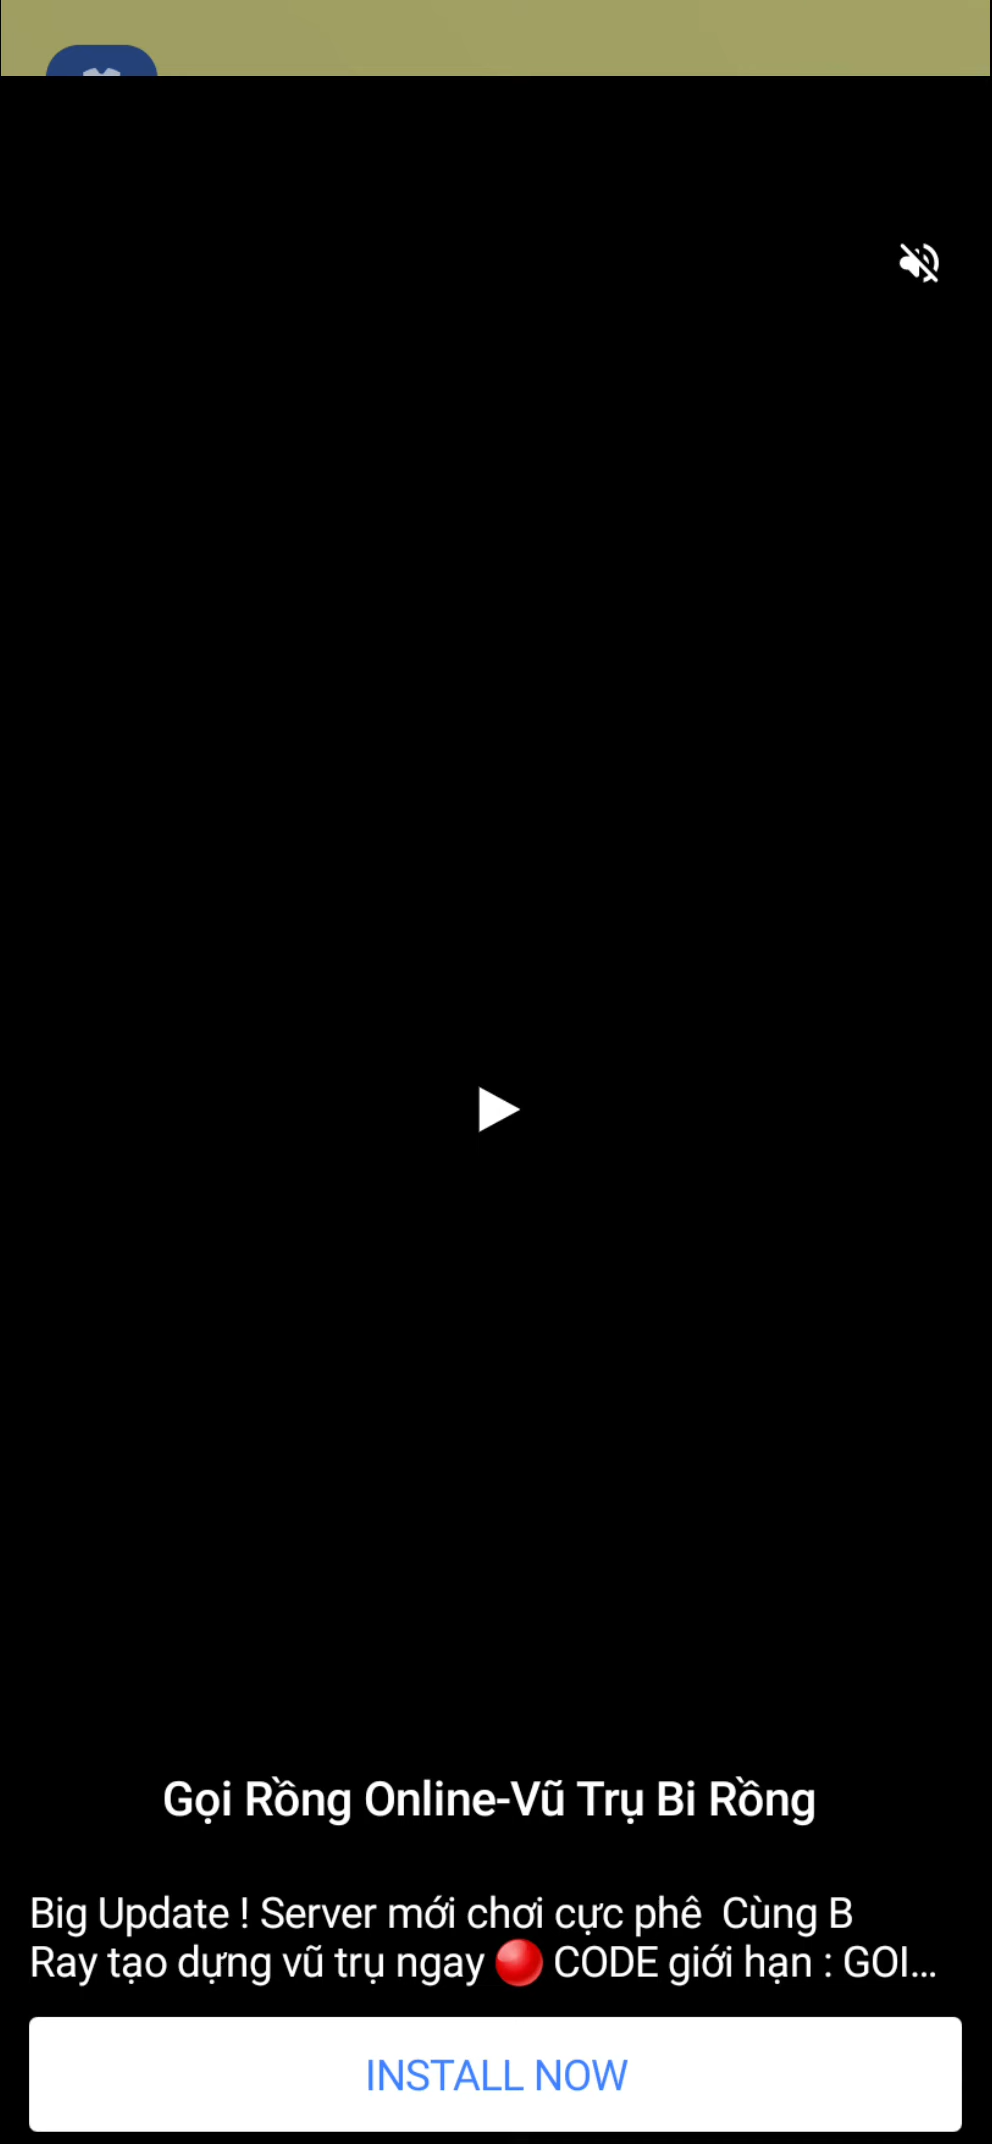 Gọi Rồng Online-Vũ Trụ Bi Rồng
Big Update ! Server mới chơi cực phê  Cùng B
Ray tạo dựng vũ trụ ngay 🔴 CODE giới hạn : GOI...
INSTALL NOW